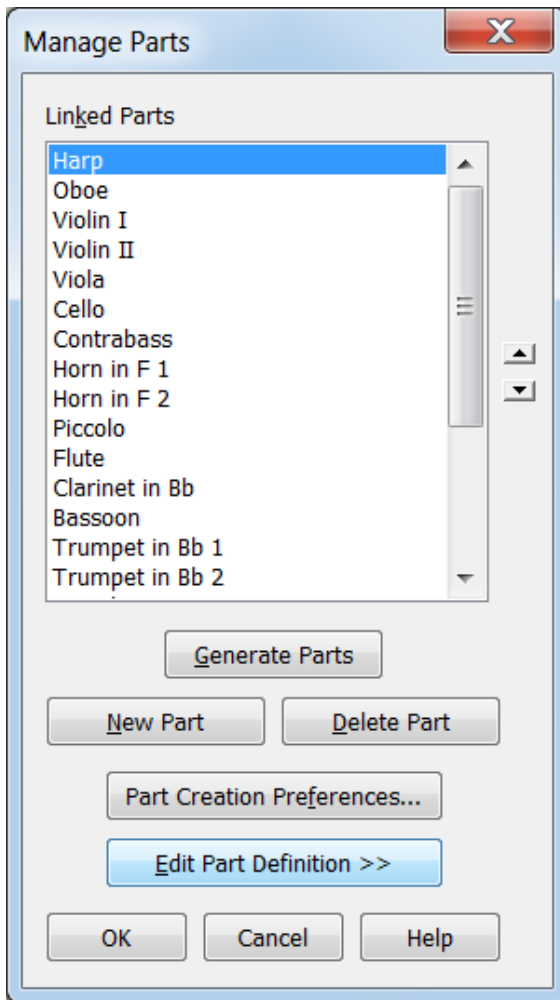 Manage Parts
Linked Parts
Harp
Oboe
Violin I
Violin II
Viola
Cello
Contrabass
Horn in F 1
Horn in F 2
Piccolo
Flute
Clarinet in Bb
Bassoon
Trumpet in Bb 1
Trumpet in Bb 2
Generate Parts
New Part Delete Part
Part Creation Preferences...
Edit Part Definition >>
OK Cancel Help